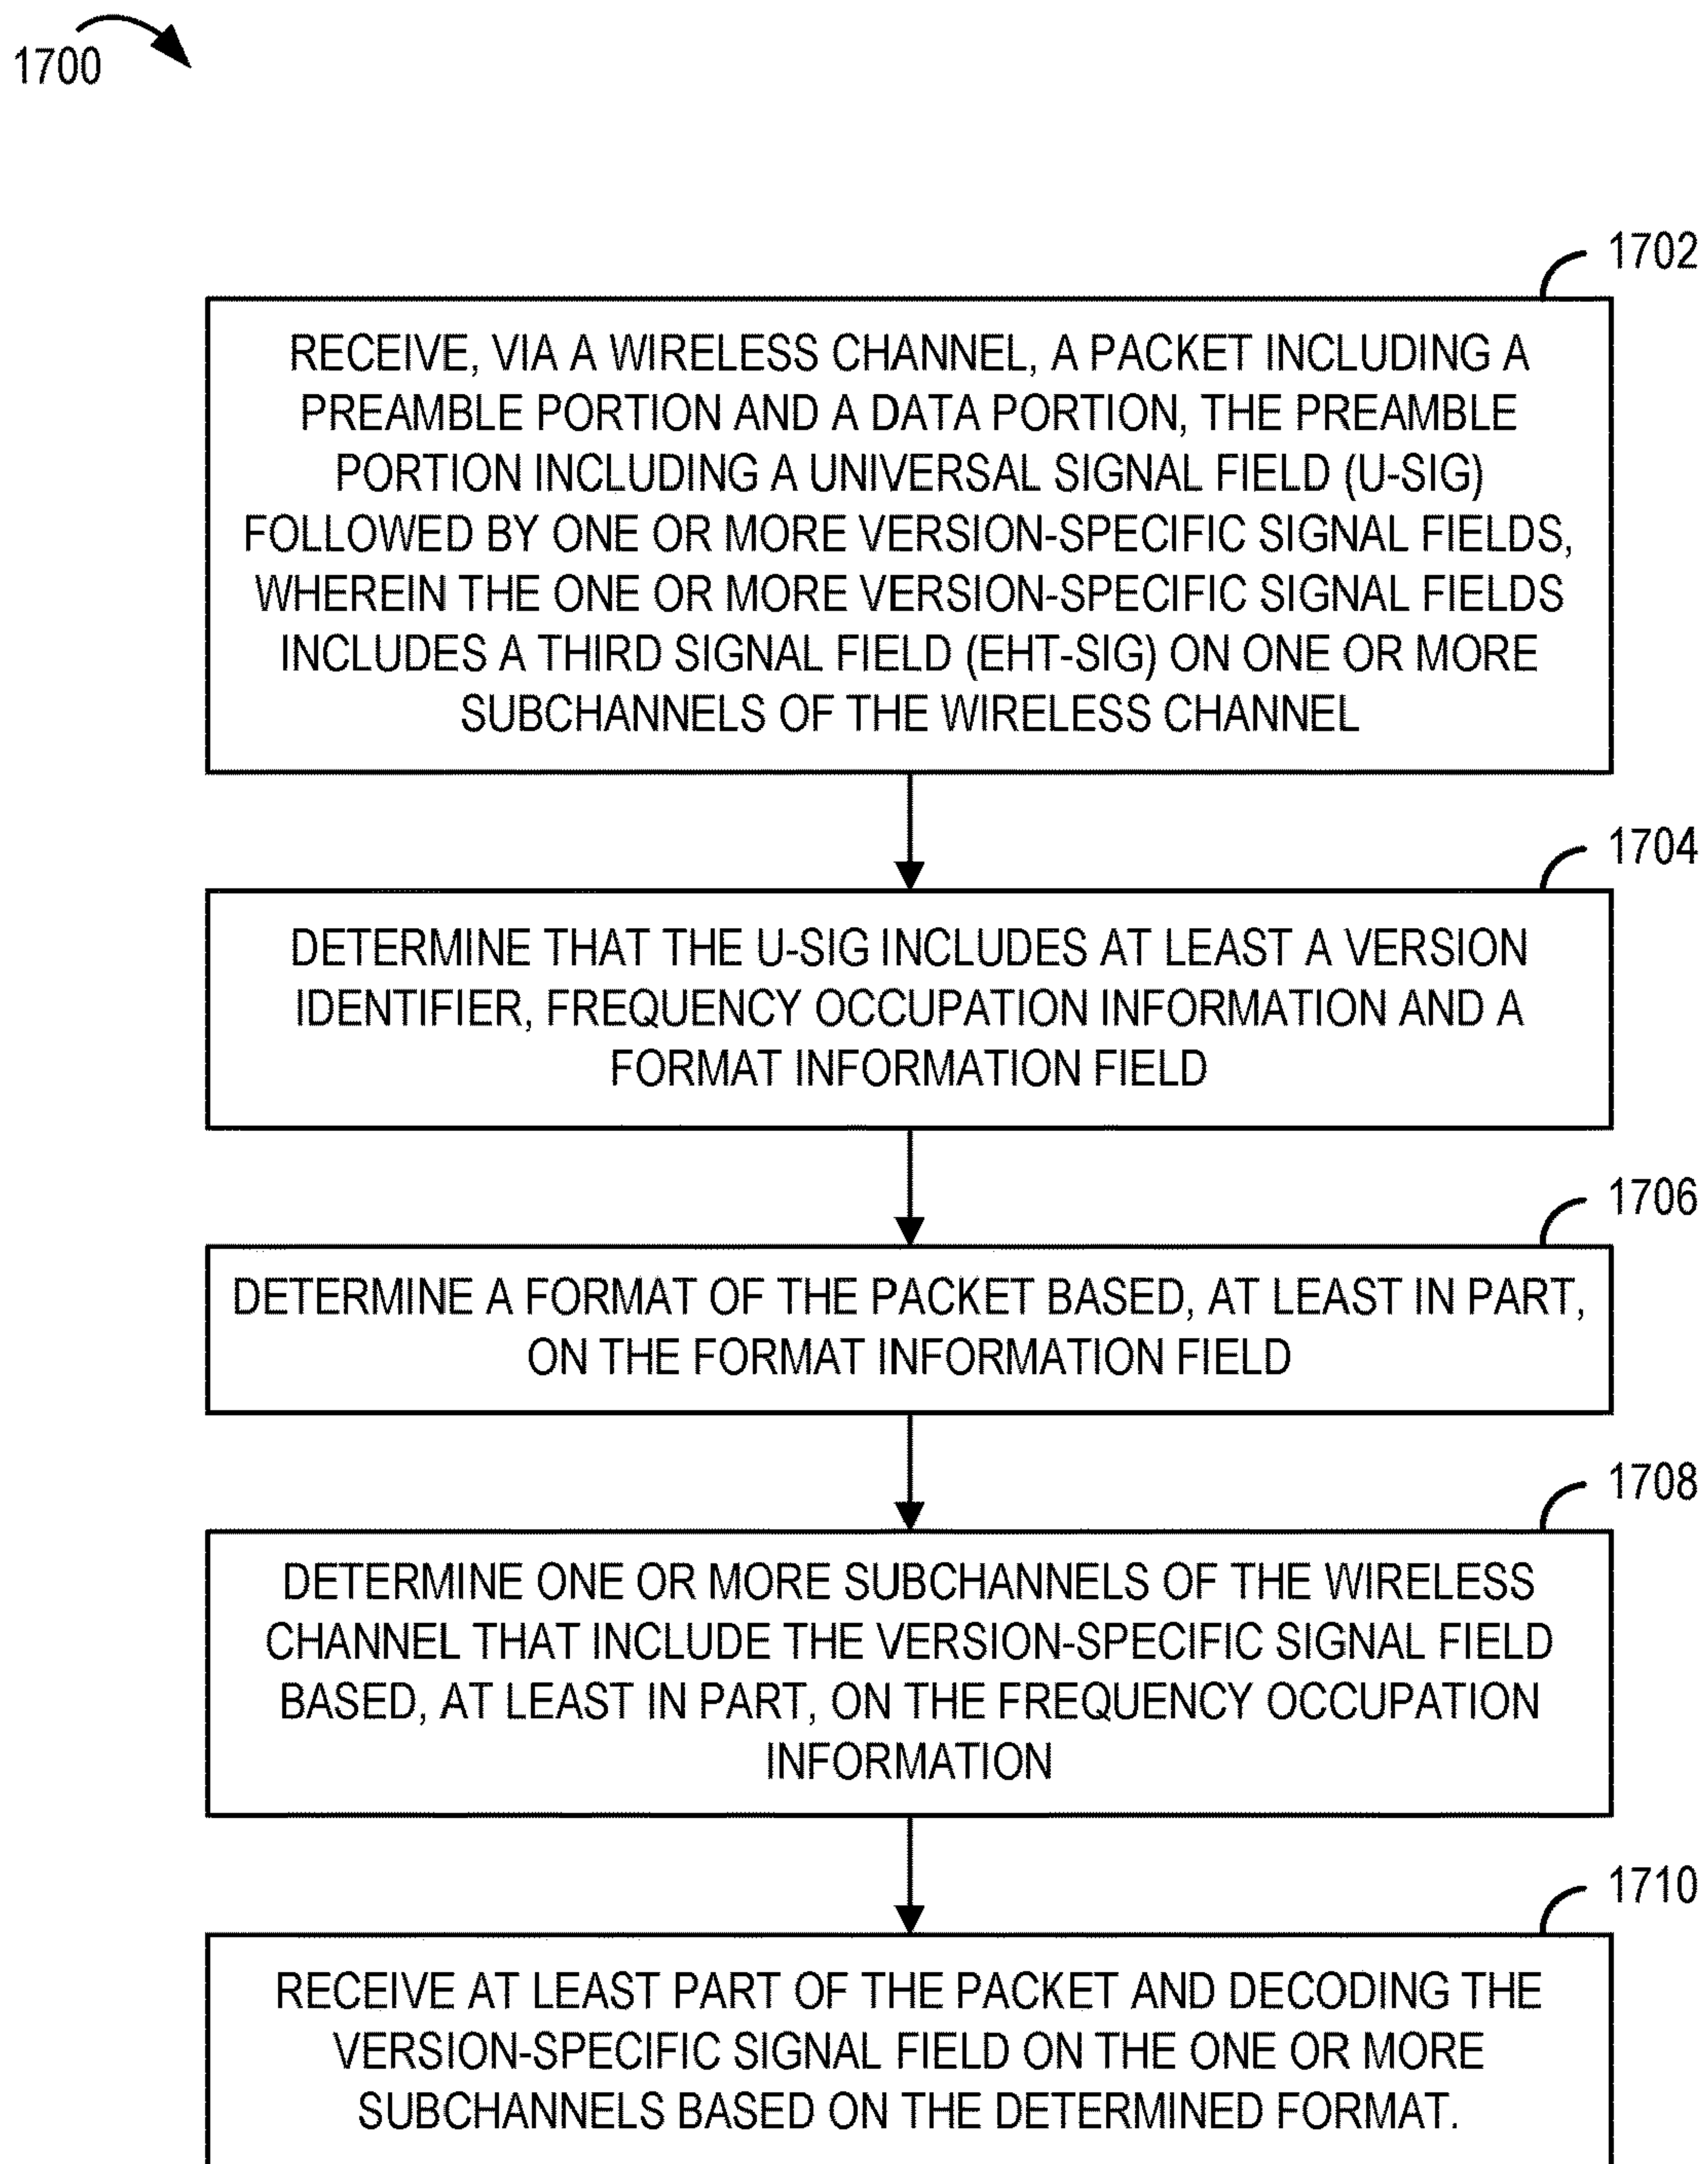 1700
1702
RECEIVE, VIA A WIRELESS CHANNEL, A PACKET INCLUDING A
PREAMBLE PORTION AND A DATA PORTION, THE PREAMBLE
PORTION INCLUDING A UNIVERSAL SIGNAL FIELD (U-SIG)
FOLLOWED BY ONE OR MORE VERSION-SPECIFIC SIGNAL FIELDS,
WHEREIN THE ONE OR MORE VERSION-SPECIFIC SIGNAL FIELDS
INCLUDES A THIRD SIGNAL FIELD (EHT-SIG) ON ONE OR MORE
SUBCHANNELS OF THE WIRELESS CHANNEL
1704
DETERMINE THAT THE U-SIG INCLUDES AT LEAST A VERSION
IDENTIFIER, FREQUENCY OCCUPATION INFORMATION AND A
FORMAT INFORMATION FIELD
1706
DETERMINE A FORMAT OF THE PACKET BASED, AT LEAST IN PART,
ON THE FORMAT INFORMATION FIELD
1708
DETERMINE ONE OR MORE SUBCHANNELS OF THE WIRELESS
CHANNEL THAT INCLUDE THE VERSION-SPECIFIC SIGNAL FIELD
BASED, AT LEAST IN PART, ON THE FREQUENCY OCCUPATION
INFORMATION
1710
RECEIVE AT LEAST PART OF THE PACKET AND DECODING THE
VERSION-SPECIFIC SIGNAL FIELD ON THE ONE OR MORE
SUBCHANNELS BASED ON THE DETERMINED FORMAT.